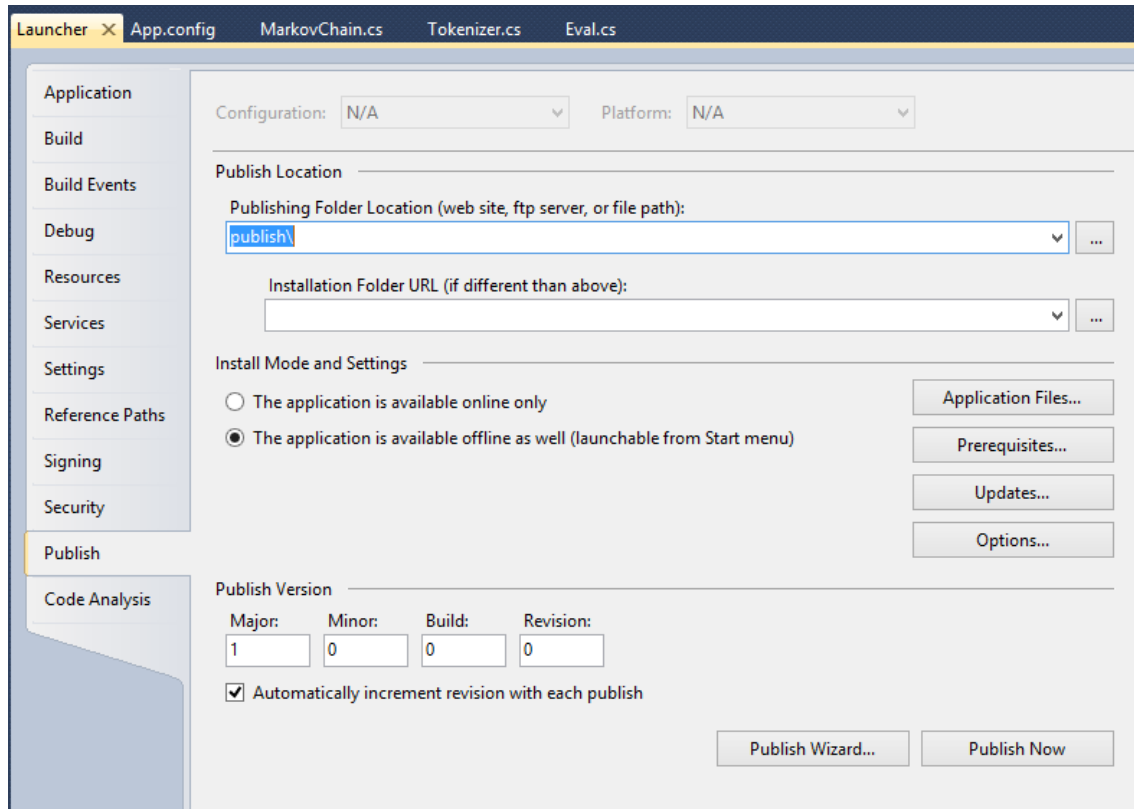 Launcher App.config MarkovChain.cs Tokenizer.cs Eval.cs
Application
Build
Build Events
Debug
Resources
Services
Settings
Reference Paths
Signing
Security
Publish
Code Analysis
Configuration: N/A Platform: N/A
Publish Location
Publishing Folder Location (web site, ftp server, or file path):
publish\
...
Installation Folder URL (if different than above):
...
Install Mode and Settings
The application is available online only
The application is available offline as well (launchable from Start menu)
Application Files...
Prerequisites...
Updates...
Options...
Publish Version
Major: Minor: Build: Revision:
1 0 0 0
Automatically increment revision with each publish
Publish Wizard... Publish Now